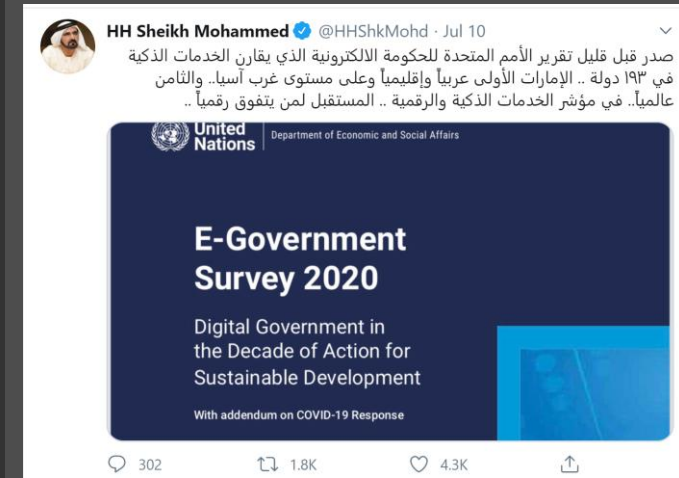 HH Sheikh Mohammed @HHShkMohd · Jul 10
صدر قبل قليل تقرير الأمم المتحدة للحكومة الالكترونية الذي يقارن الخدمات الذكية
في ١٩٣ دولة .. الإمارات الأولى عربياً وإقليمياً وعلى مستوى غرب آسيا.. والثامن
عالمياً.. في مؤشر الخدمات الذكية والرقمية .. المستقبل لمن يتفوق رقمياً ..
United
Nations
Department of Economic and Social Affairs
E-Government
Survey 2020
Digital Government in
the Decade of Action for
Sustainable Development
With addendum on COVID-19 Response
302 1.8K 4.3K